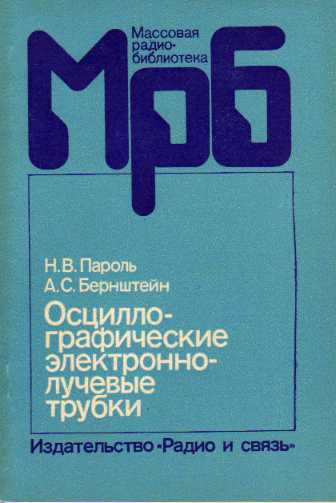 Массовая
радио-
библиотека
Мрб
Н.В. Пароль
А.С. Бернштейн
Осцилло-
графические
электронно-
лучевые
трубки
Издательство «Радио и связь»